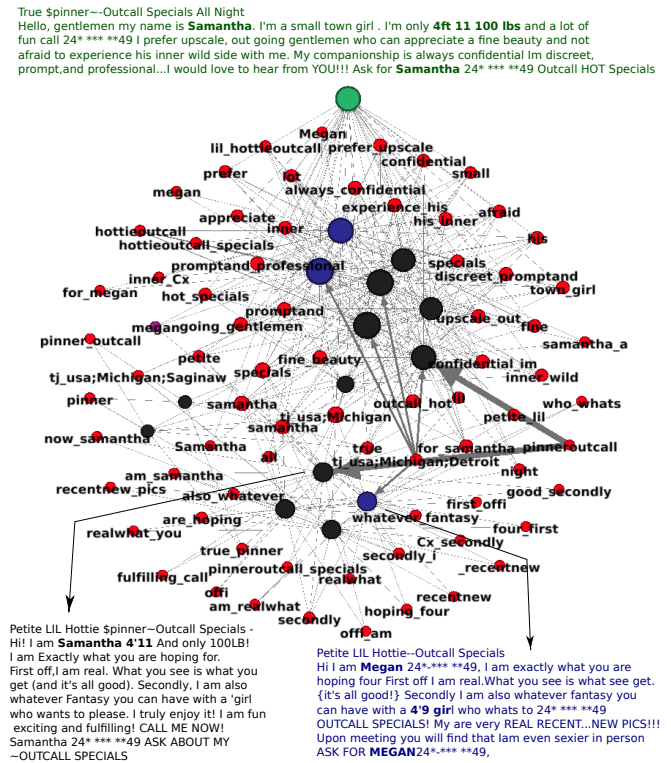 True $pinner~-Outcall Specials All Night
Hello, gentlemen my name is Samantha. I'm a small town girl . I'm only 4ft 11 100 lbs and a lot of
fun call 24* *** **49 I prefer upscale, out going gentlemen who can appreciate a fine beauty and not
afraid to experience his inner wild side with me. My companionship is always confidential Im discreet,
prompt,and professional...I would love to hear from YOU!!! Ask for Samantha 24* *** **49 Outcall HOT Specials
Megan
lil_hottieoutcall
prefer_upscale
confidential
prefer
lot
small
megan
always_confidential
experience_his
appreciate
his_inner
afraid
hottieoutcall
inner
his
hottieoutcall_specials
promptand_professional
specials
inner_Cx
discreet_promptand
for_megan
hot_specials
town_girl
promptand
upscale_out
megan
going_gentlemen
fine
pinner_outcall
samantha_a
petite
fine_beauty
confidential_im
tj_usa;Michigan;Saginaw
specials
inner_wild
pinner
samantha
outcall_hot
lil
who_whats
tj_usa;Michigan
petite_lil
now_samantha
samantha
Samantha
true
for_samantha
pinneroutcall
all
tj_usa;Michigan;Detroit
am_samantha
night
recentnew_pics
also_whatever
good_secondly
first_offi
are_hoping
whatever_fantasy
realwhat_you
four_first
Cx_secondly
true_pinner
secondly_i
pinneroutcall_specials
_recentnew
fulfilling_call
realwhat
offi
recentnew
am_realwhat
hoping_four
secondly
offi_am
Petite LIL Hottie $pinner~Outcall Specials -
Hi! I am Samantha 4'11 And only 100LB!
I am Exactly what you are hoping for.
First off,I am real. What you see is what you
get (and it's all good). Secondly, I am also
whatever Fantasy you can have with a 'girl
who wants to please. I truly enjoy it! I am fun
exciting and fulfilling! CALL ME NOW!
Samantha 24* *** **49 ASK ABOUT MY
~OUTCALL SPECIALS
Petite LIL Hottie--Outcall Specials
Hi I am Megan 24*-*** **49, I am exactly what you are
hoping four First off I am real.What you see is what see get.
{it's all good!} Secondly I am also whatever fantasy you
can have with a 4'9 girl who whats to 24* *** **49
OUTCALL SPECIALS! My are very REAL RECENT...NEW PICS!!!
Upon meeting you will find that Iam even sexier in person
ASK FOR MEGAN24*-*** **49,